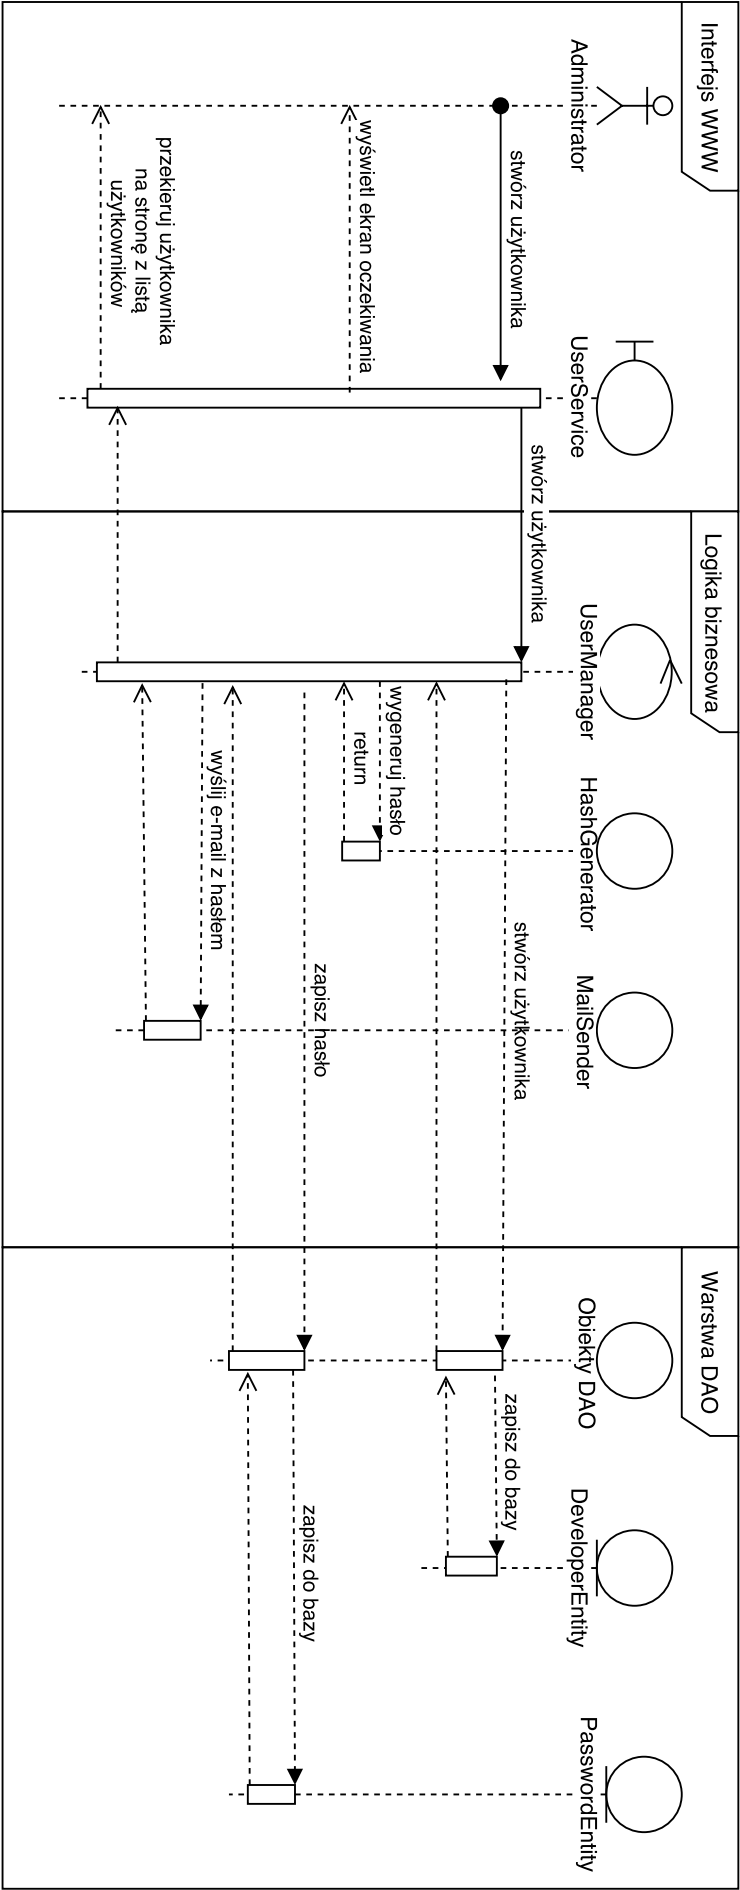 Interfejs WWW
Logika biznesowa
Warstwa DAO
Administrator
UserService
UserManager
HashGenerator
MailSender
Obiekty DAO
DeveloperEntity
PasswordEntity
stwórz użytkownika
stwórz użytkownika
stwórz użytkownika
zapisz do bazy
wygeneruj hasło
wyświetl ekran oczekiwania
return
zapisz hasło
zapisz do bazy
wyślij e-mail z hasłem
przekieruj użytkownika
na stronę z listą
użytkowników